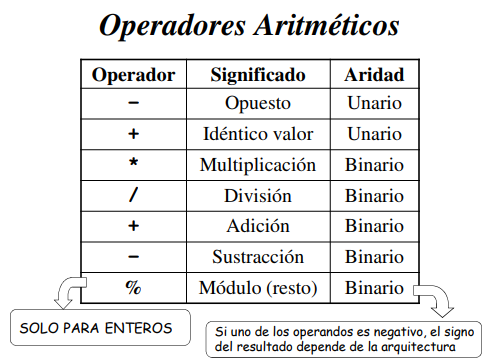 Operadores Aritméticos
Operador Significado Aridad
- Opuesto Unario
+ Idéntico valor Unario
* Multiplicación Binario
/ División Binario
+ Adición Binario
- Sustracción Binario
% Módulo (resto) Binario
SOLO PARA ENTEROS
Si uno de los operandos es negativo, el signo
del resultado depende de la arquitectura